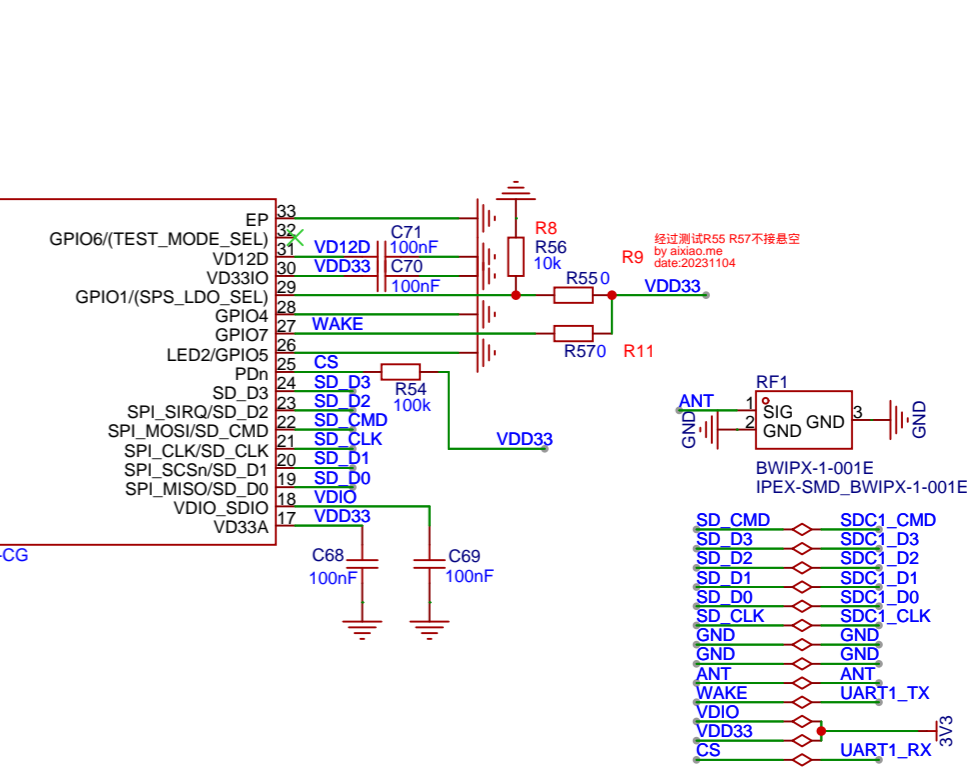 EP 33
GPIO6/(TEST_MODE_SEL) 32
VD12D 31 VD12D C71 100nF
VD33IO 30 VDD33 C70 100nF
GPIO1/(SPS_LDO_SEL) 29
GPIO4 28
GPIO7 27 WAKE
LED2/GPIO5 26
PDn 25 CS
SD_D3 24 SD_D3
SPI_SIRQ/SD_D2 23 SD_D2
SPI_MOSI/SD_CMD 22 SD_CMD
SPI_CLK/SD_CLK 21 SD_CLK
SPI_SCSn/SD_D1 20 SD_D1
SPI_MISO/SD_D0 19 SD_D0
VDIO_SDIO 18 VDIO
VD33A 17 VDD33
-CG
R8
R56
10k
R9
经过测试R55 R57不接悬空
by aixiao.me
date:20231104
R55 0
VDD33
R57 0
R11
R54
100k
VDD33
C68
100nF
C69
100nF
RF1
ANT 1 SIG
GND 2 GND
GND 3 GND
BWIPX-1-001E
IPEX-SMD_BWIPX-1-001E
SD_CMD SDC1_CMD
SD_D3 SDC1_D3
SD_D2 SDC1_D2
SD_D1 SDC1_D1
SD_D0 SDC1_D0
SD_CLK SDC1_CLK
GND GND
GND GND
ANT ANT
WAKE UART1_TX
VDIO
VDD33
3V3
CS UART1_RX